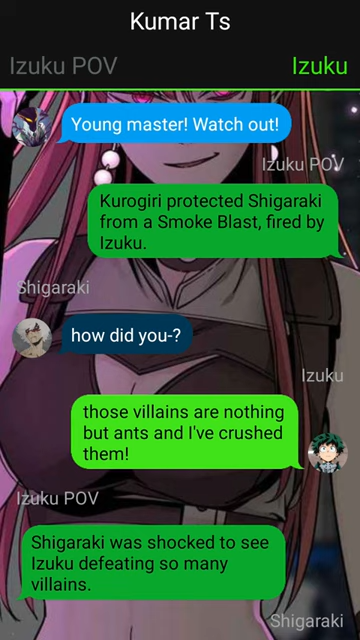 Kumar Ts
Izuku POV
Izuku
Young master! Watch out!
Izuku POV
Kurogiri protected Shigaraki
from a Smoke Blast, fired by
Izuku.
Shigaraki
how did you-?
Izuku
those villains are nothing
but ants and I've crushed
them!
Izuku POV
Shigaraki was shocked to see
Izuku defeating so many
villains.
Shigaraki